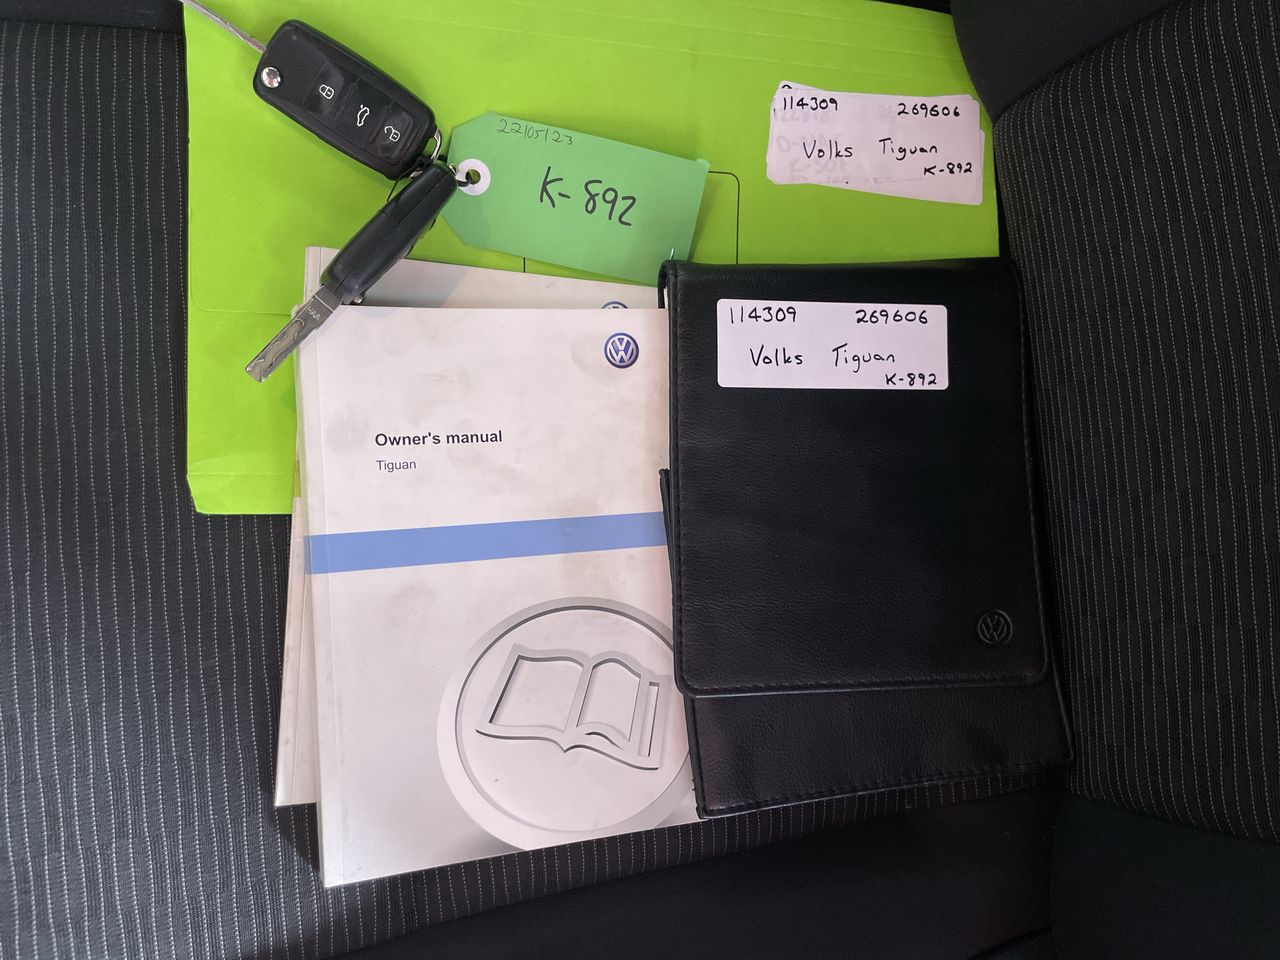 22/05/23
K-892
114309 269606
Volks Tiguan
K-892
114309 269606
Volks Tiguan
K-892
Owner's manual
Tiguan